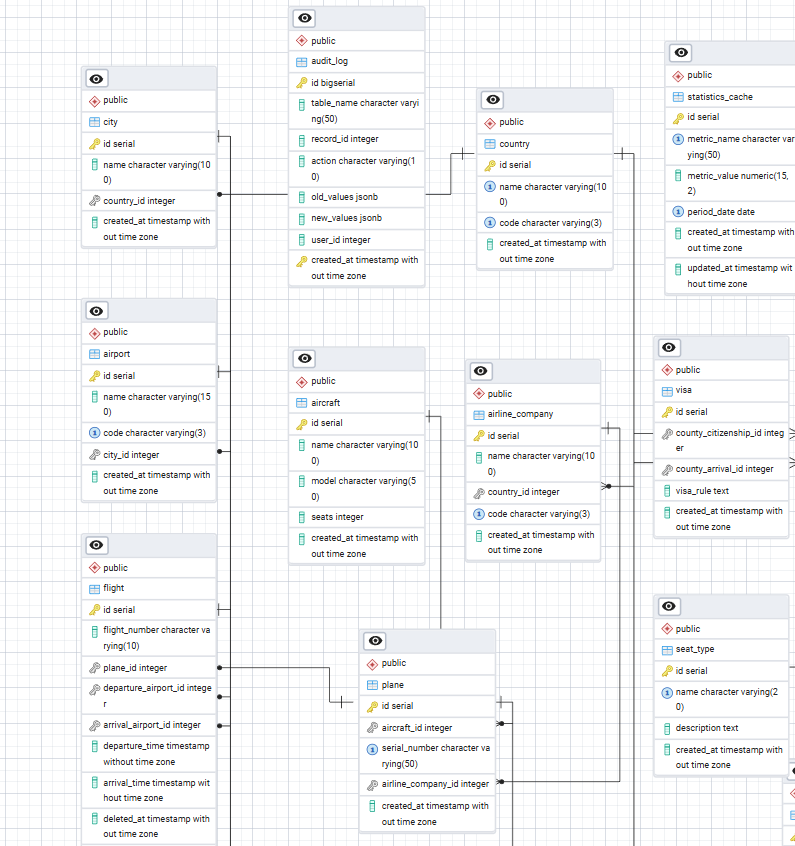 public
audit_log
id bigserial
table_name character varyi
ng(50)
record_id integer
action character varying(1
0)
old_values jsonb
new_values jsonb
user_id integer
created_at timestamp with
out time zone
public
city
id serial
name character varying(10
0)
country_id integer
created_at timestamp with
out time zone
public
country
id serial
name character varying(10
0)
code character varying(3)
created_at timestamp with
out time zone
public
statistics_cache
id serial
metric_name character var
ying(50)
metric_value numeric(15,
2)
period_date date
created_at timestamp with
out time zone
updated_at timestamp wit
hout time zone
public
airport
id serial
name character varying(15
0)
code character varying(3)
city_id integer
created_at timestamp with
out time zone
public
aircraft
id serial
name character varying(10
0)
model character varying(5
0)
seats integer
created_at timestamp with
out time zone
public
airline_company
id serial
name character varying(10
0)
country_id integer
code character varying(3)
created_at timestamp with
out time zone
public
visa
id serial
county_citizenship_id integ
er
county_arrival_id integer
visa_rule text
created_at timestamp with
out time zone
public
flight
id serial
flight_number character va
rying(10)
plane_id integer
departure_airport_id intege
r
arrival_airport_id integer
departure_time timestamp
without time zone
arrival_time timestamp wit
hout time zone
deleted_at timestamp with
out time zone
public
plane
id serial
aircraft_id integer
serial_number character va
rying(50)
airline_company_id integer
created_at timestamp with
out time zone
public
seat_type
id serial
name character varying(2
0)
description text
created_at timestamp with
out time zone